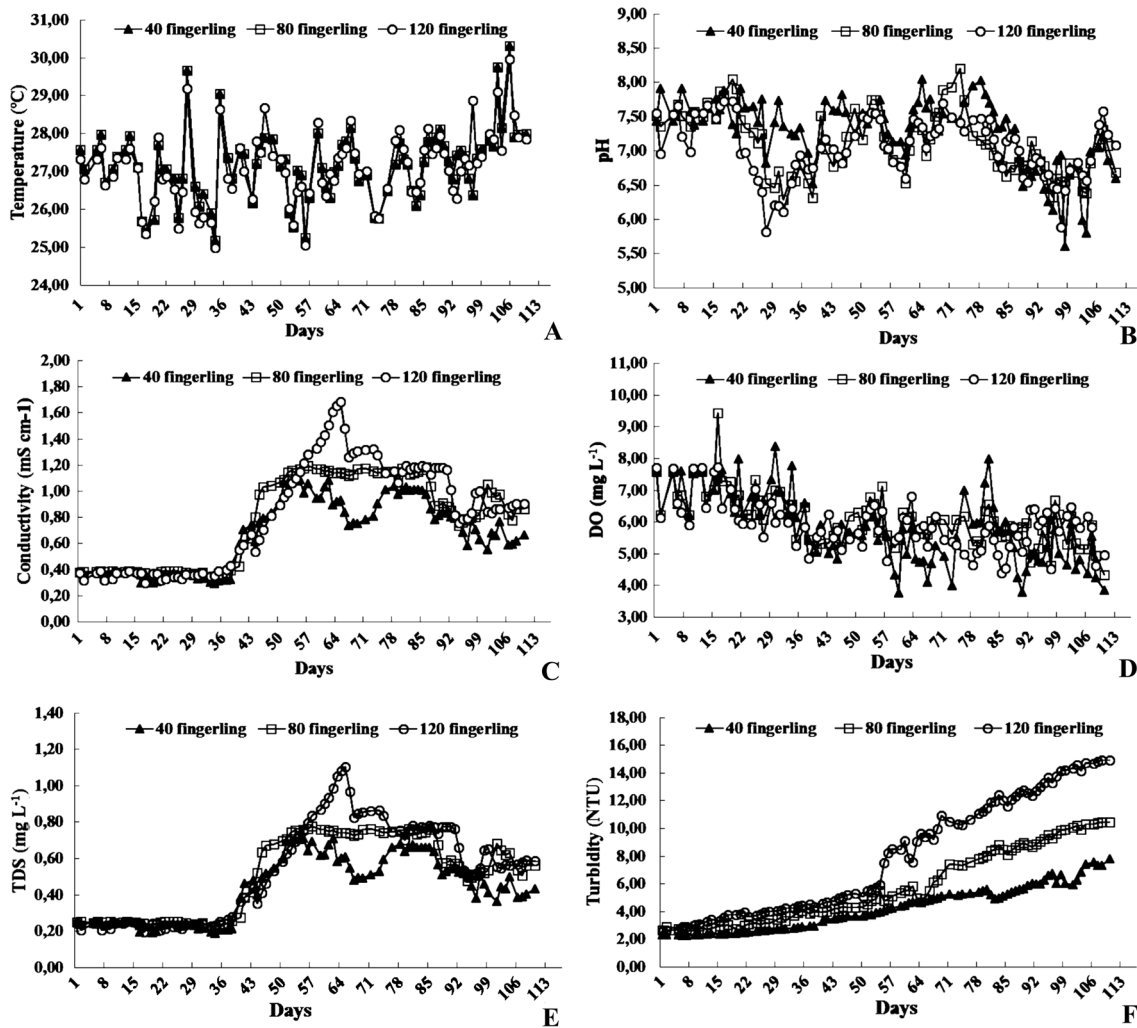 31,00
40 fingerling 80 fingerling 120 fingerling
30,00
29,00
28,00
27,00
26,00
25,00
24,00
Temperature (°C)
1 8 15 22 29 36 43 50 57 64 71 78 85 92 99 106 113
Days
A
9,00
40 fingerling 80 fingerling 120 fingerling
8,50
8,00
7,50
7,00
6,50
6,00
5,50
5,00
pH
1 8 15 22 29 36 43 50 57 64 71 78 85 92 99 106 113
Days
B
2,00
40 fingerling 80 fingerling 120 fingerling
1,80
1,60
1,40
1,20
1,00
0,80
0,60
0,40
0,20
0,00
Conductivity (mS cm-1)
1 8 15 22 29 36 43 50 57 64 71 78 85 92 99 106 113
Days
C
11,00
40 fingerling 80 fingerling 120 fingerling
10,00
9,00
8,00
7,00
6,00
5,00
4,00
3,00
DO (mg L-1)
1 8 15 22 29 36 43 50 57 64 71 78 85 92 99 106 113
Days
D
1,40
40 fingerling 80 fingerling 120 fingerling
1,20
1,00
0,80
0,60
0,40
0,20
0,00
TDS (mg L-1)
1 8 15 22 29 36 43 50 57 64 71 78 85 92 99 106 113
Days
E
18,00
40 fingerling 80 fingerling 120 fingerling
16,00
14,00
12,00
10,00
8,00
6,00
4,00
2,00
0,00
Turbidity (NTU)
1 8 15 22 29 36 43 50 57 64 71 78 85 92 99 106 113
Days
F